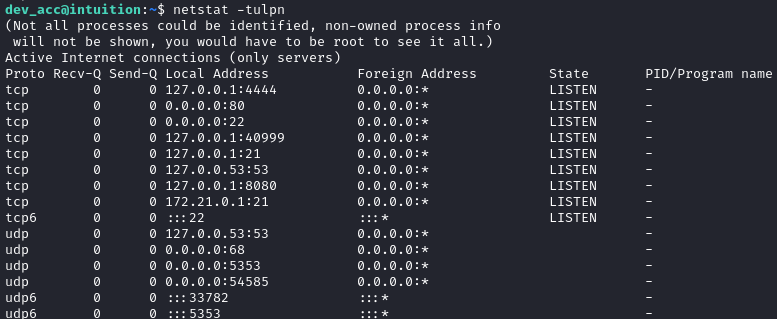 dev_acc@intuition:~$ netstat -tulpn
(Not all processes could be identified, non-owned process info
 will not be shown, you would have to be root to see it all.)
Active Internet connections (only servers)
Proto Recv-Q Send-Q Local Address           Foreign Address         State       PID/Program name
tcp        0      0 127.0.0.1:4444          0.0.0.0:*               LISTEN      -
tcp        0      0 0.0.0.0:80              0.0.0.0:*               LISTEN      -
tcp        0      0 0.0.0.0:22              0.0.0.0:*               LISTEN      -
tcp        0      0 127.0.0.1:40999         0.0.0.0:*               LISTEN      -
tcp        0      0 127.0.0.1:21            0.0.0.0:*               LISTEN      -
tcp        0      0 127.0.0.53:53           0.0.0.0:*               LISTEN      -
tcp        0      0 127.0.0.1:8080          0.0.0.0:*               LISTEN      -
tcp        0      0 172.21.0.1:21           0.0.0.0:*               LISTEN      -
tcp6       0      0 :::22                   :::*                    LISTEN      -
udp        0      0 127.0.0.53:53           0.0.0.0:*                           -
udp        0      0 0.0.0.0:68              0.0.0.0:*                           -
udp        0      0 0.0.0.0:5353            0.0.0.0:*                           -
udp        0      0 0.0.0.0:54585           0.0.0.0:*                           -
udp6       0      0 :::33782                :::*                                -
udp6       0      0 :::5353                 :::*                                -